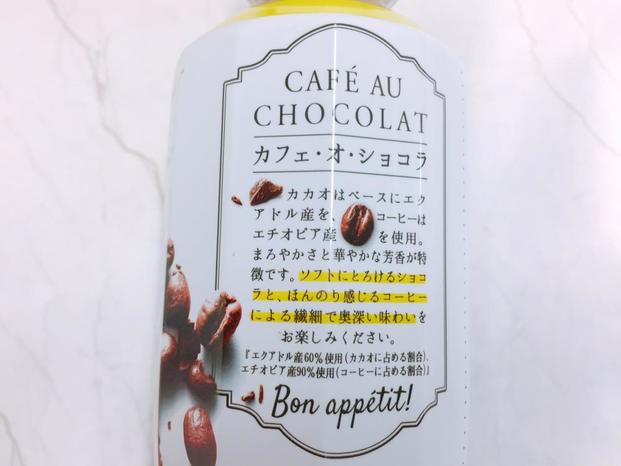 CAFÉ AU
CHOCOLAT
カフェ・オ・ショコラ
カカオはベースにエク
アドル産を、コーヒーは
エチオピア産を使用。
まろやかさと華やかな芳香が特
徴です。ソフトにとろけるショコ
ラと、ほんのり感じるコーヒー
による繊細で奥深い味わいを
お楽しみください。
『エクアドル産60%使用(カカオに占める割合)、
エチオピア産90%使用(コーヒーに占める割合)』
Bon appétit!